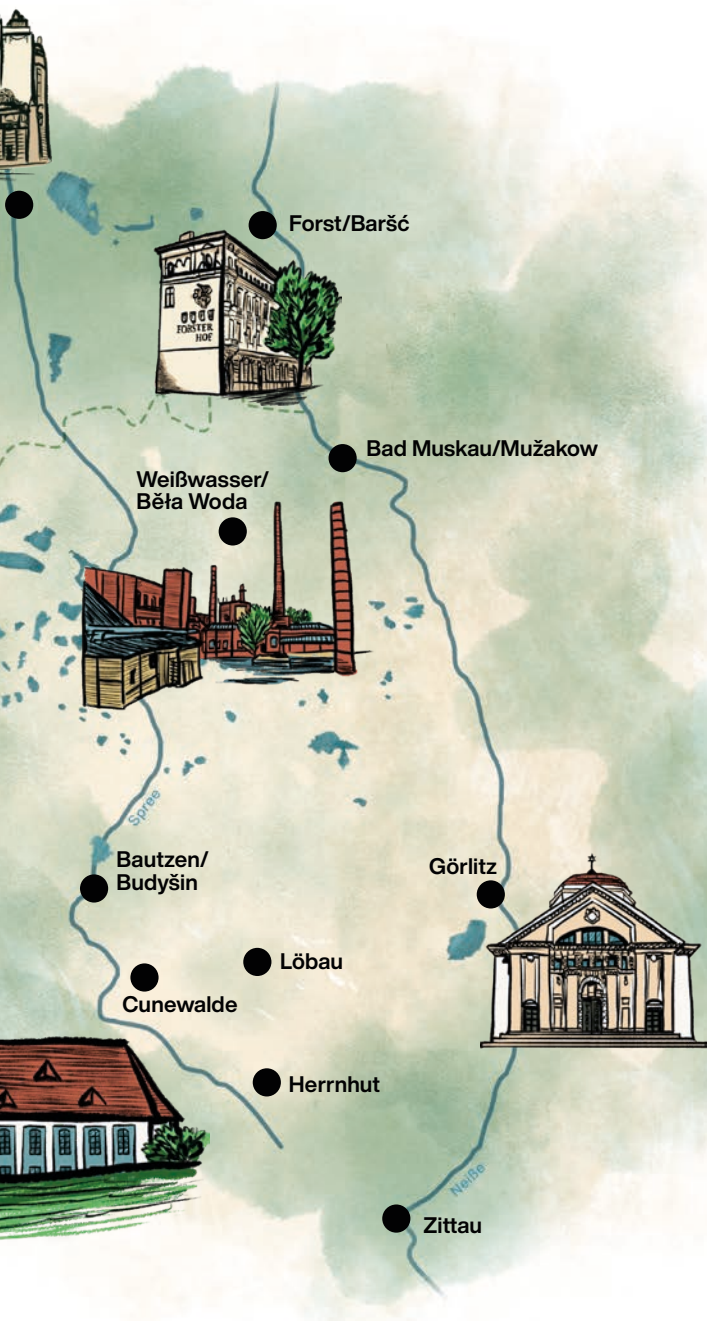 Forst/Baršć
FORSTER
HOF
Bad Muskau/Mužakow
Weißwasser/
Běła Woda
Spree
Bautzen/
Budyšin
Görlitz
Löbau
Cunewalde
Herrnhut
Neiße
Zittau